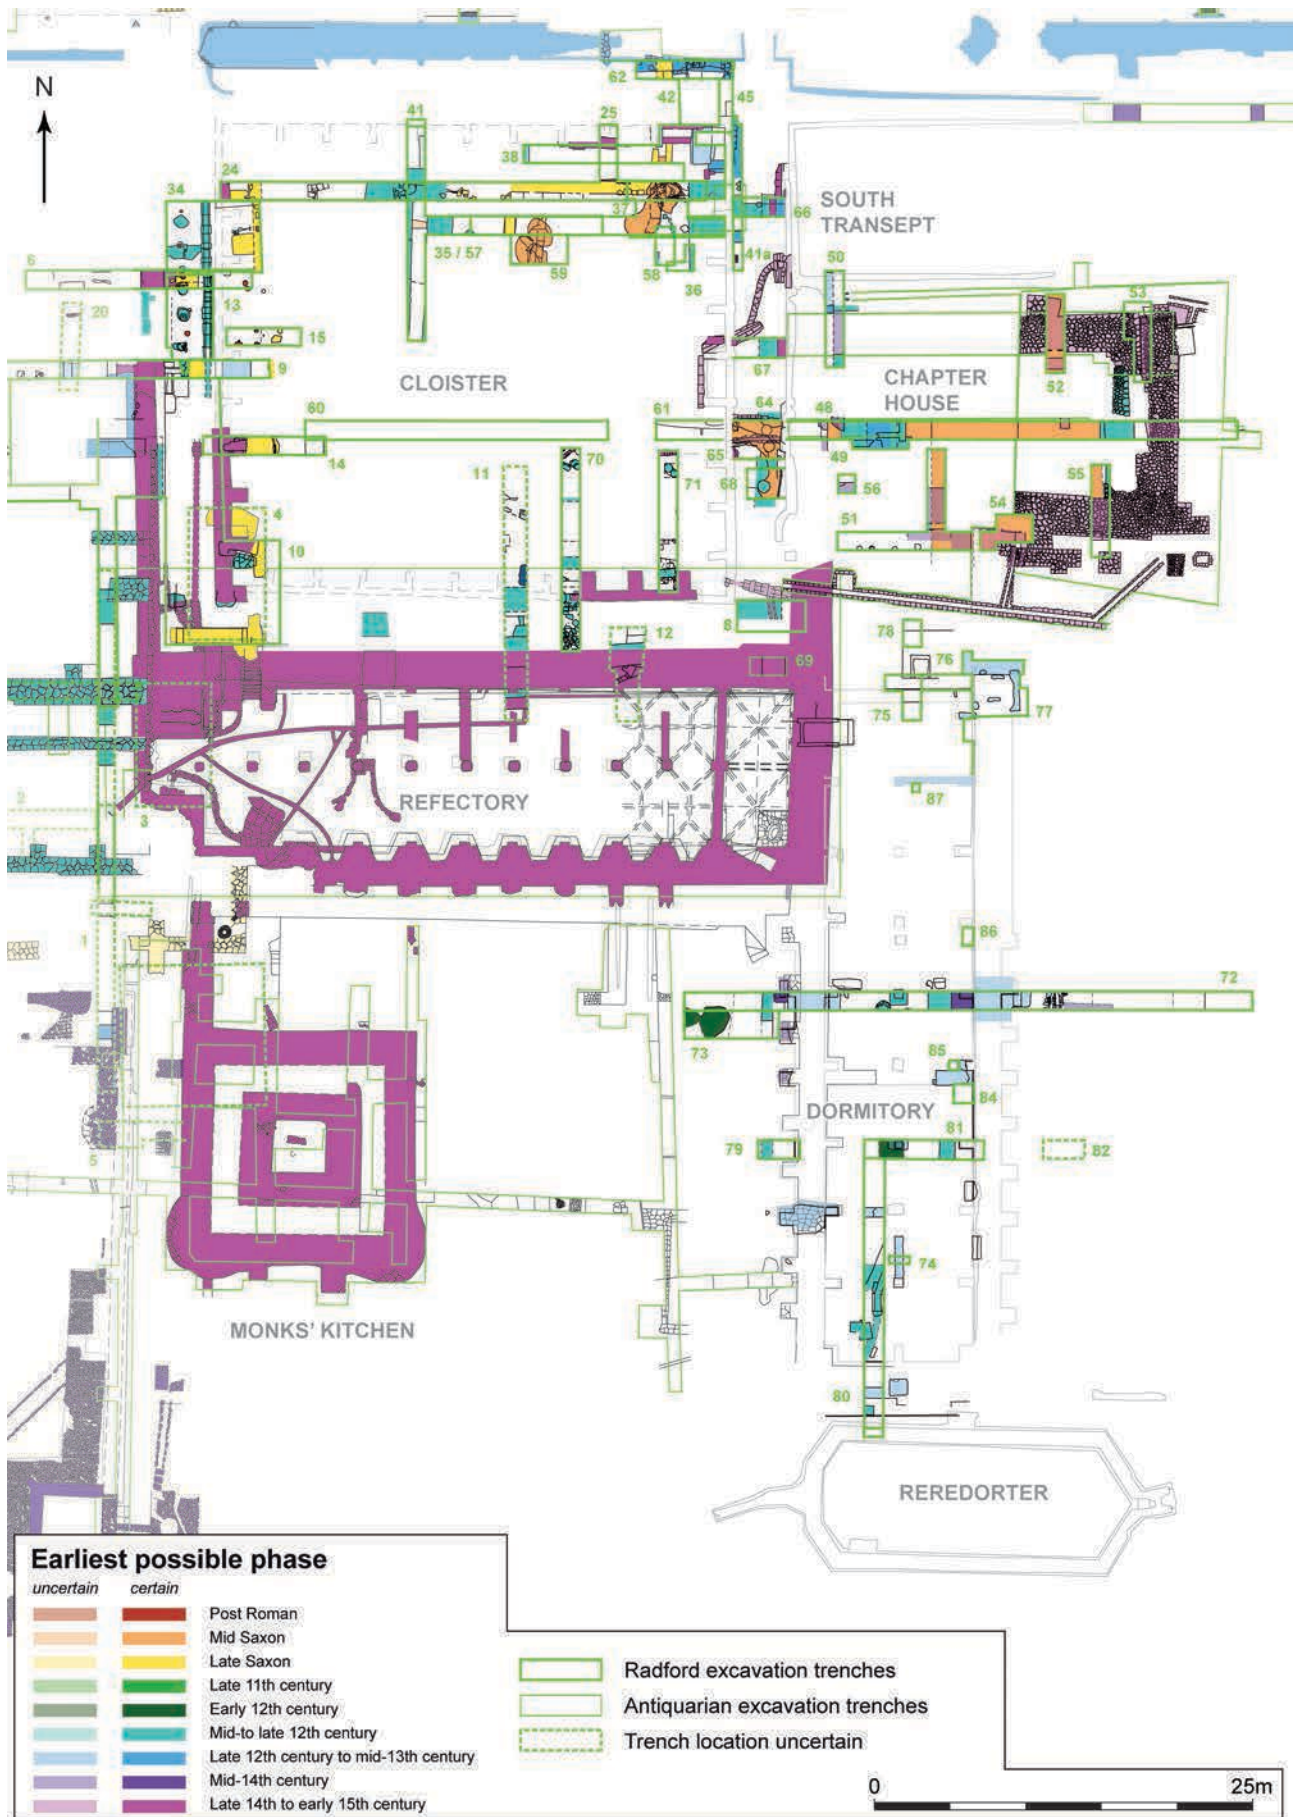 N
62
42
45
41
25
38
24
34
37
66
SOUTH
TRANSEPT
6
35 / 57
59
58
41a
50
36
20
13
53
15
67
9
CLOISTER
CHAPTER
HOUSE
52
60
61
64
48
14
65
49
11
70
71
68
56
55
4
51
54
10
8
12
78
69
76
75
77
87
REFECTORY
2
3
1
86
72
73
85
84
DORMITORY
81
79
82
5
74
MONKS' KITCHEN
80
REREDORTER
Earliest possible phase
uncertain certain
Post Roman
Mid Saxon
Late Saxon
Late 11th century
Early 12th century
Mid-to late 12th century
Late 12th century to mid-13th century
Mid-14th century
Late 14th to early 15th century
Radford excavation trenches
Antiquarian excavation trenches
Trench location uncertain
0 25m